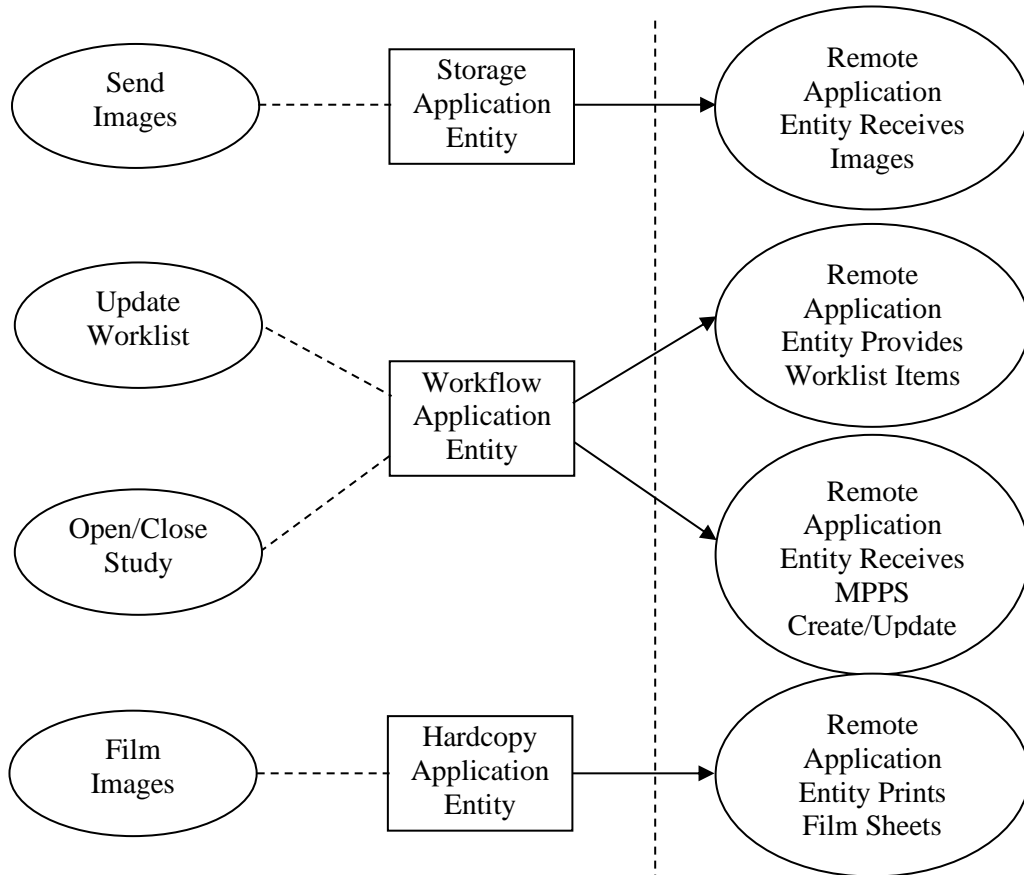 Send
Images
Storage
Application
Entity
Remote
Application
Entity Receives
Images
Update
Worklist
Workflow
Application
Entity
Remote
Application
Entity Provides
Worklist Items
Open/Close
Study
Remote
Application
Entity Receives
MPPS
Create/Update
Film
Images
Hardcopy
Application
Entity
Remote
Application
Entity Prints
Film Sheets